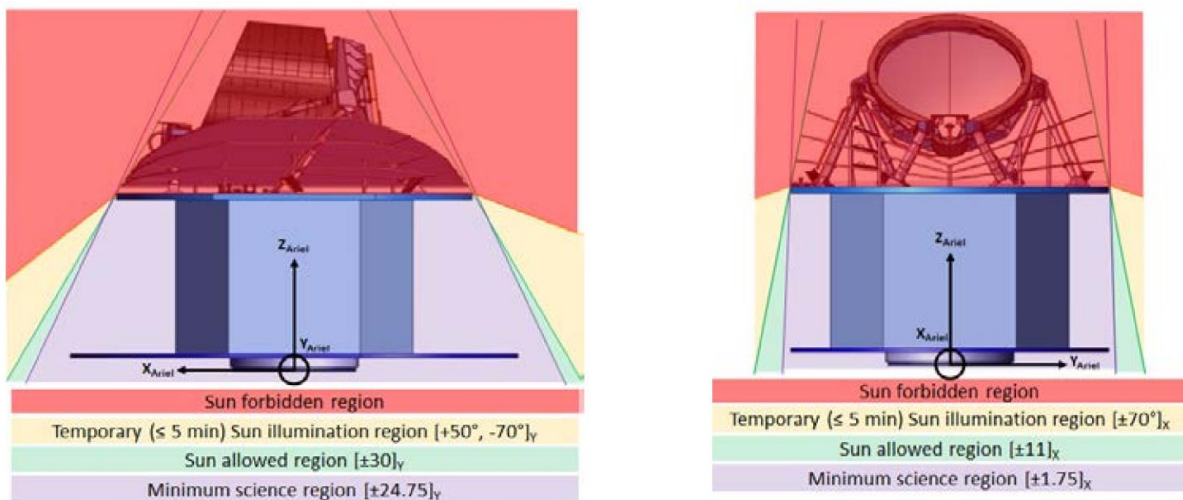 Z_Ariel
Y_Ariel
X_Ariel
Sun forbidden region
Temporary (≤ 5 min) Sun illumination region [+50°, -70°]_Y
Sun allowed region [±30]_Y
Minimum science region [±24.75]_Y
Z_Ariel
X_Ariel
Y_Ariel
Sun forbidden region
Temporary (≤ 5 min) Sun illumination region [±70°]_X
Sun allowed region [±11]_X
Minimum science region [±1.75]_X